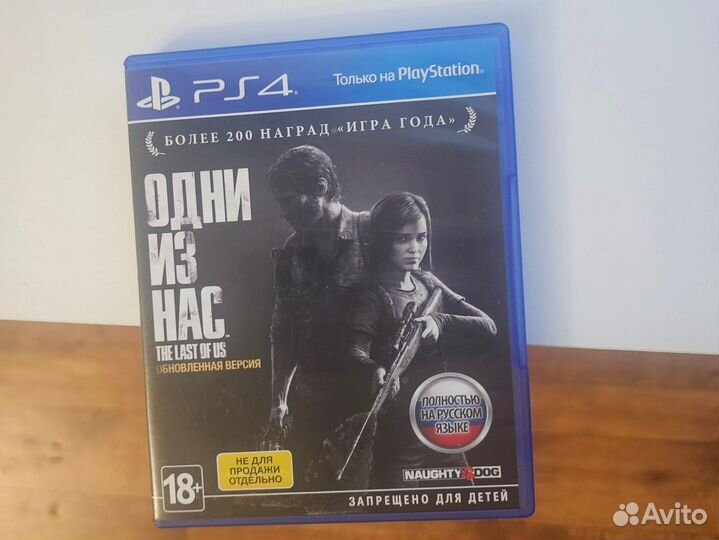 PS4
Только на PlayStation
БОЛЕЕ 200 НАГРАД «ИГРА ГОДА»
ОДНИ
ИЗ
НАС
THE LAST OF US
ОБНОВЛЕННАЯ ВЕРСИЯ
ПОЛНОСТЬЮ
НА РУССКОМ
ЯЗЫКЕ
НЕ ДЛЯ
ПРОДАЖИ
ОТДЕЛЬНО
NAUGHTY DOG
18+
ЗАПРЕЩЕНО ДЛЯ ДЕТЕЙ
Avito